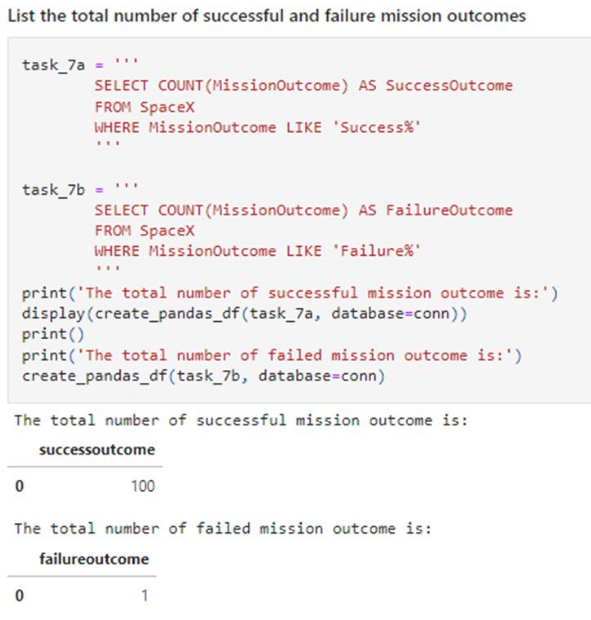 List the total number of successful and failure mission outcomes
task_7a = '''
SELECT COUNT(MissionOutcome) AS SuccessOutcome
FROM SpaceX
WHERE MissionOutcome LIKE 'Success%'
'''
task_7b = '''
SELECT COUNT(MissionOutcome) AS FailureOutcome
FROM SpaceX
WHERE MissionOutcome LIKE 'Failure%'
'''
print('The total number of successful mission outcome is:')
display(create_pandas_df(task_7a, database=conn))
print()
print('The total number of failed mission outcome is:')
create_pandas_df(task_7b, database=conn)
The total number of successful mission outcome is:
successoutcome
0 100
The total number of failed mission outcome is:
failureoutcome
0 1